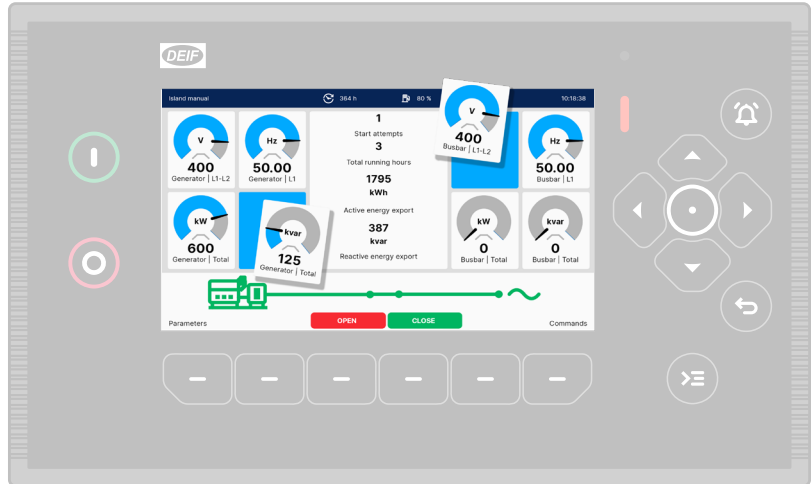 DEIF
Island manual
364 h
80 %
10:18:38
V
400
Generator | L1-L2
Hz
50.00
Generator | L1
1
Start attempts
3
Total running hours
1795
kWh
Active energy export
387
kvar
Reactive energy export
V
400
Busbar | L1-L2
Hz
50.00
Busbar | L1
kW
600
Generator | Total
kvar
125
Generator | Total
kW
0
Busbar | Total
kvar
0
Busbar | Total
Parameters
OPEN
CLOSE
Commands